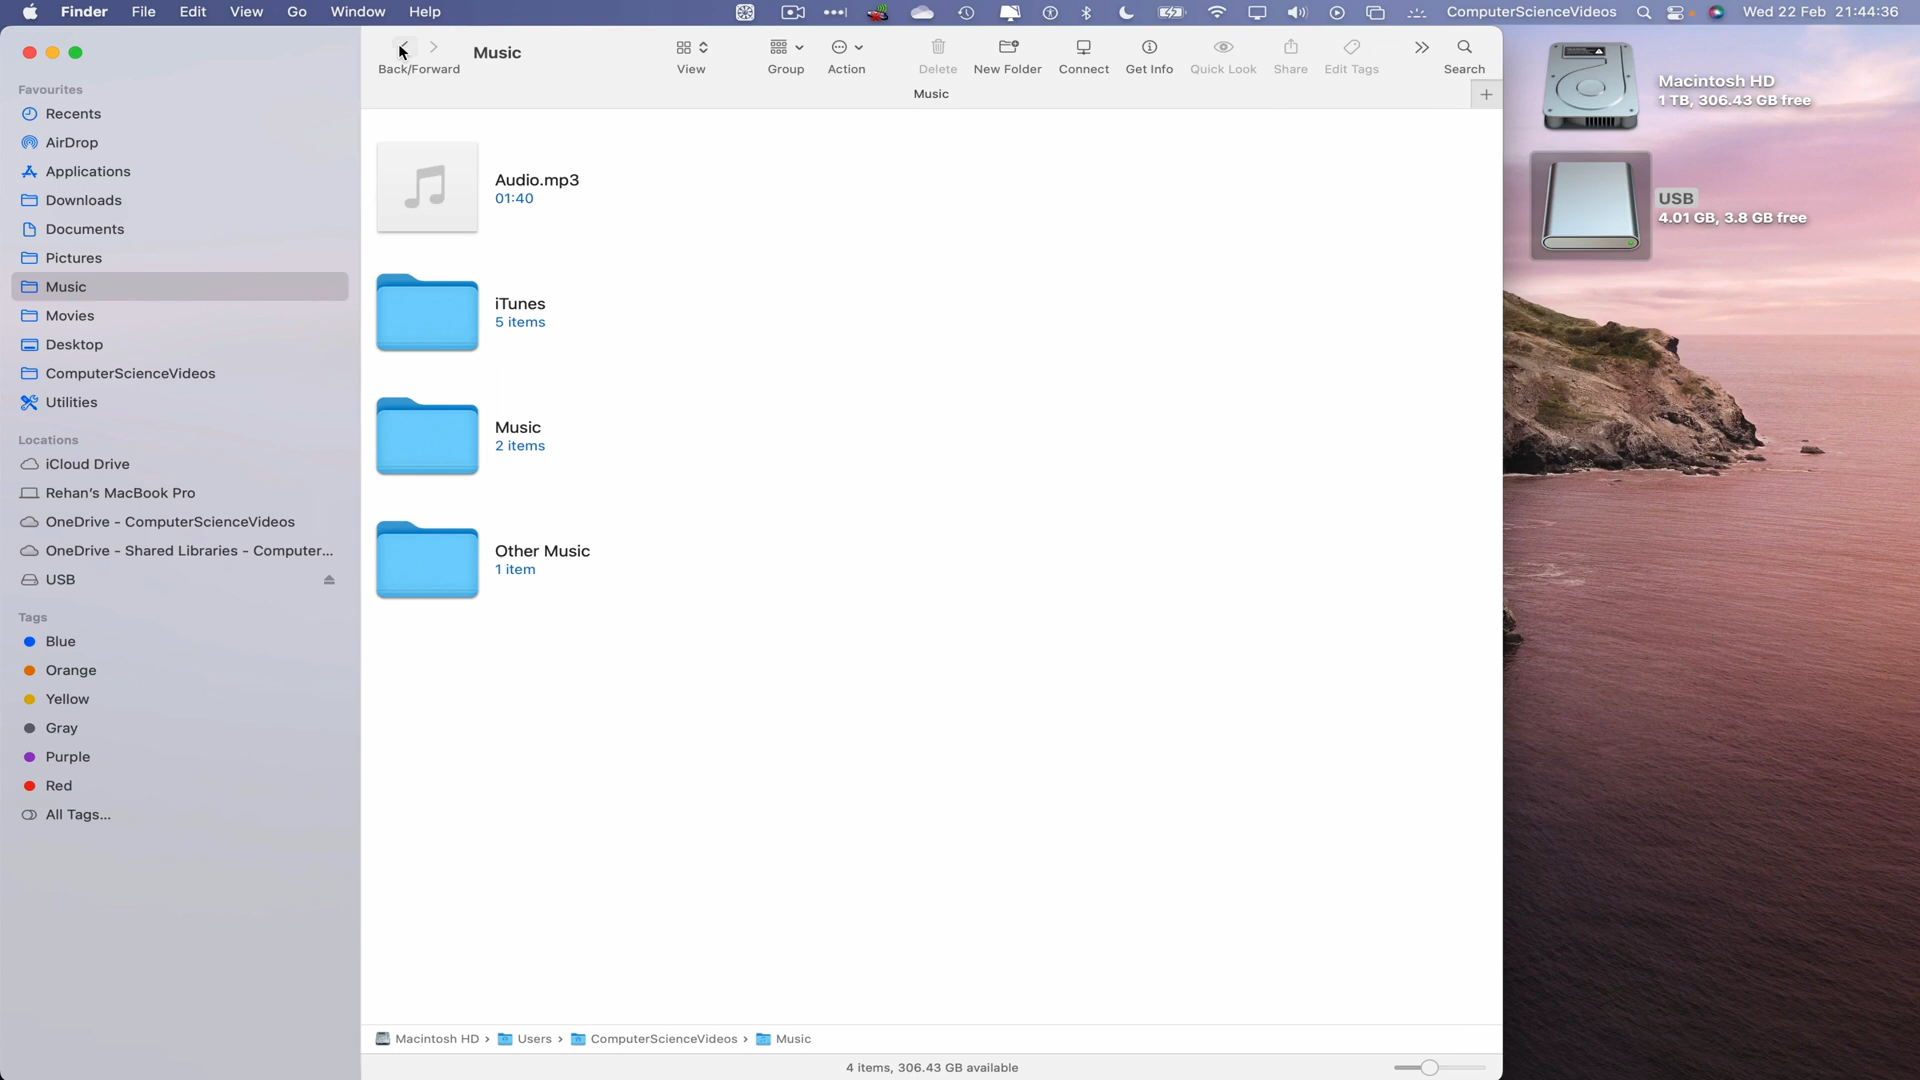 Finder File Edit View Go Window Help ComputerScienceVideos Wed 22 Feb 21:44:36
Back/Forward
Music
View
Group
Action
Delete
New Folder
Connect
Get Info
Quick Look
Share
Edit Tags
Search
Music
Favourites
Recents
AirDrop
Applications
Downloads
Documents
Pictures
Music
Movies
Desktop
ComputerScienceVideos
Utilities
Locations
iCloud Drive
Rehan's MacBook Pro
OneDrive - ComputerScienceVideos
OneDrive - Shared Libraries - Computer...
USB
Tags
Blue
Orange
Yellow
Gray
Purple
Red
All Tags...
Audio.mp3
01:40
iTunes
5 items
Music
2 items
Other Music
1 item
Macintosh HD › Users › ComputerScienceVideos › Music
4 items, 306.43 GB available
Macintosh HD
1 TB, 306.43 GB free
USB
4.01 GB, 3.8 GB free